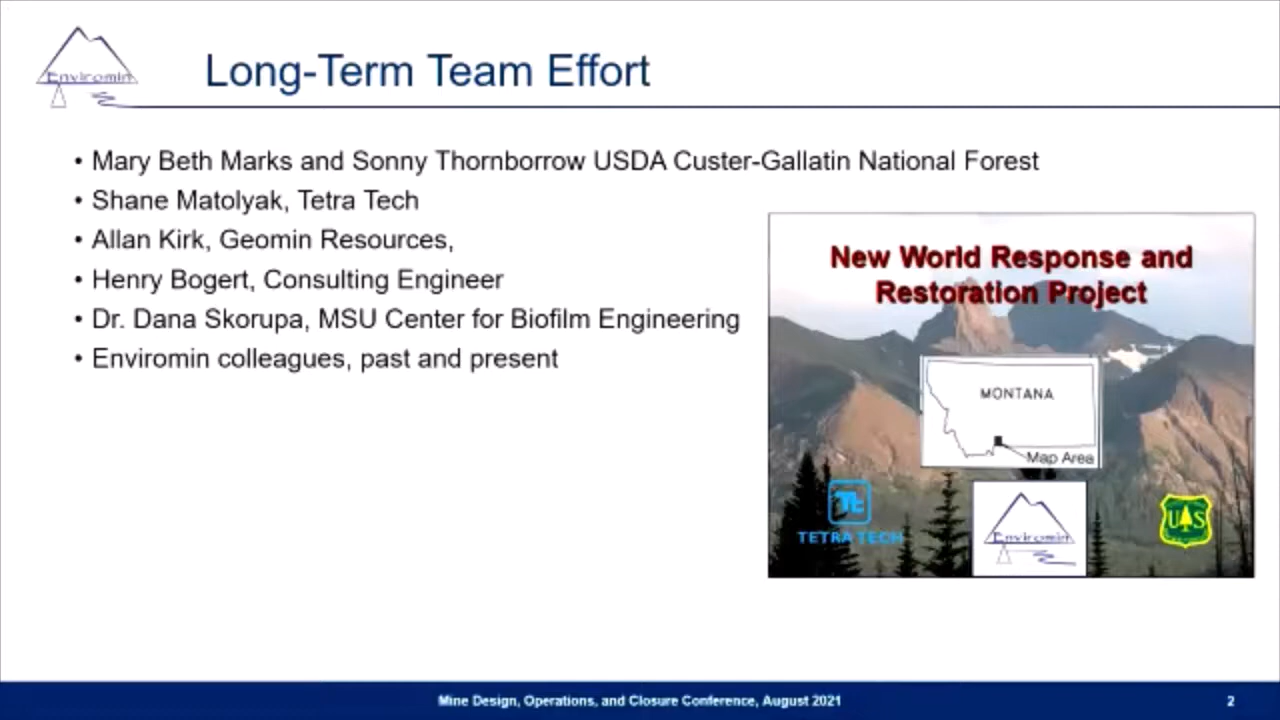 Enviromin
Long-Term Team Effort
• Mary Beth Marks and Sonny Thornborrow USDA Custer-Gallatin National Forest
• Shane Matolyak, Tetra Tech
• Allan Kirk, Geomin Resources,
• Henry Bogert, Consulting Engineer
• Dr. Dana Skorupa, MSU Center for Biofilm Engineering
• Enviromin colleagues, past and present
New World Response and
Restoration Project
MONTANA
Map Area
Tt
TETRA TECH
Enviromin
U S
Mine Design, Operations, and Closure Conference, August 2021
2